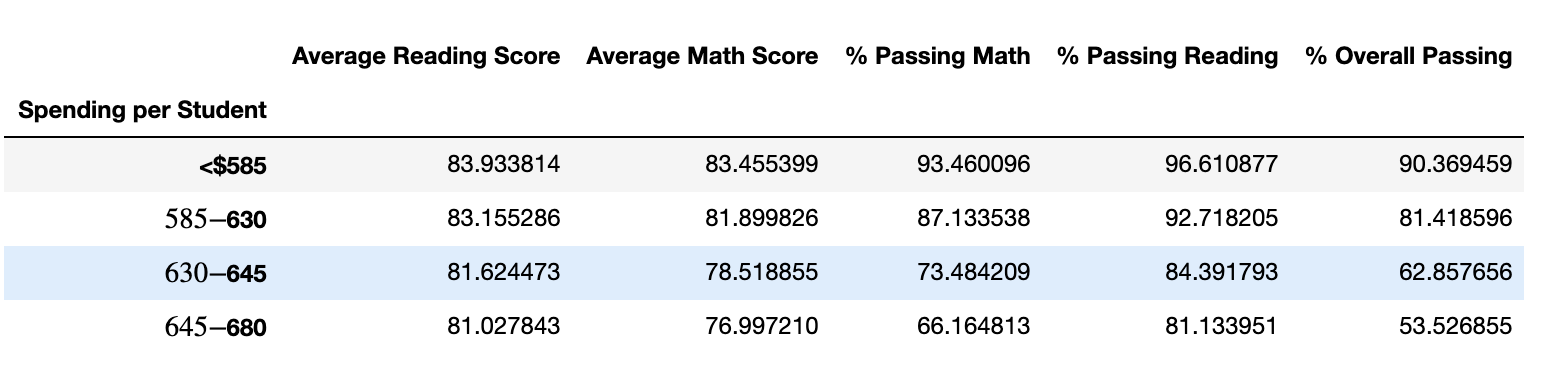 Average Reading Score Average Math Score % Passing Math % Passing Reading % Overall Passing
Spending per Student
<$585 83.933814 83.455399 93.460096 96.610877 90.369459
585–630 83.155286 81.899826 87.133538 92.718205 81.418596
630–645 81.624473 78.518855 73.484209 84.391793 62.857656
645–680 81.027843 76.997210 66.164813 81.133951 53.526855